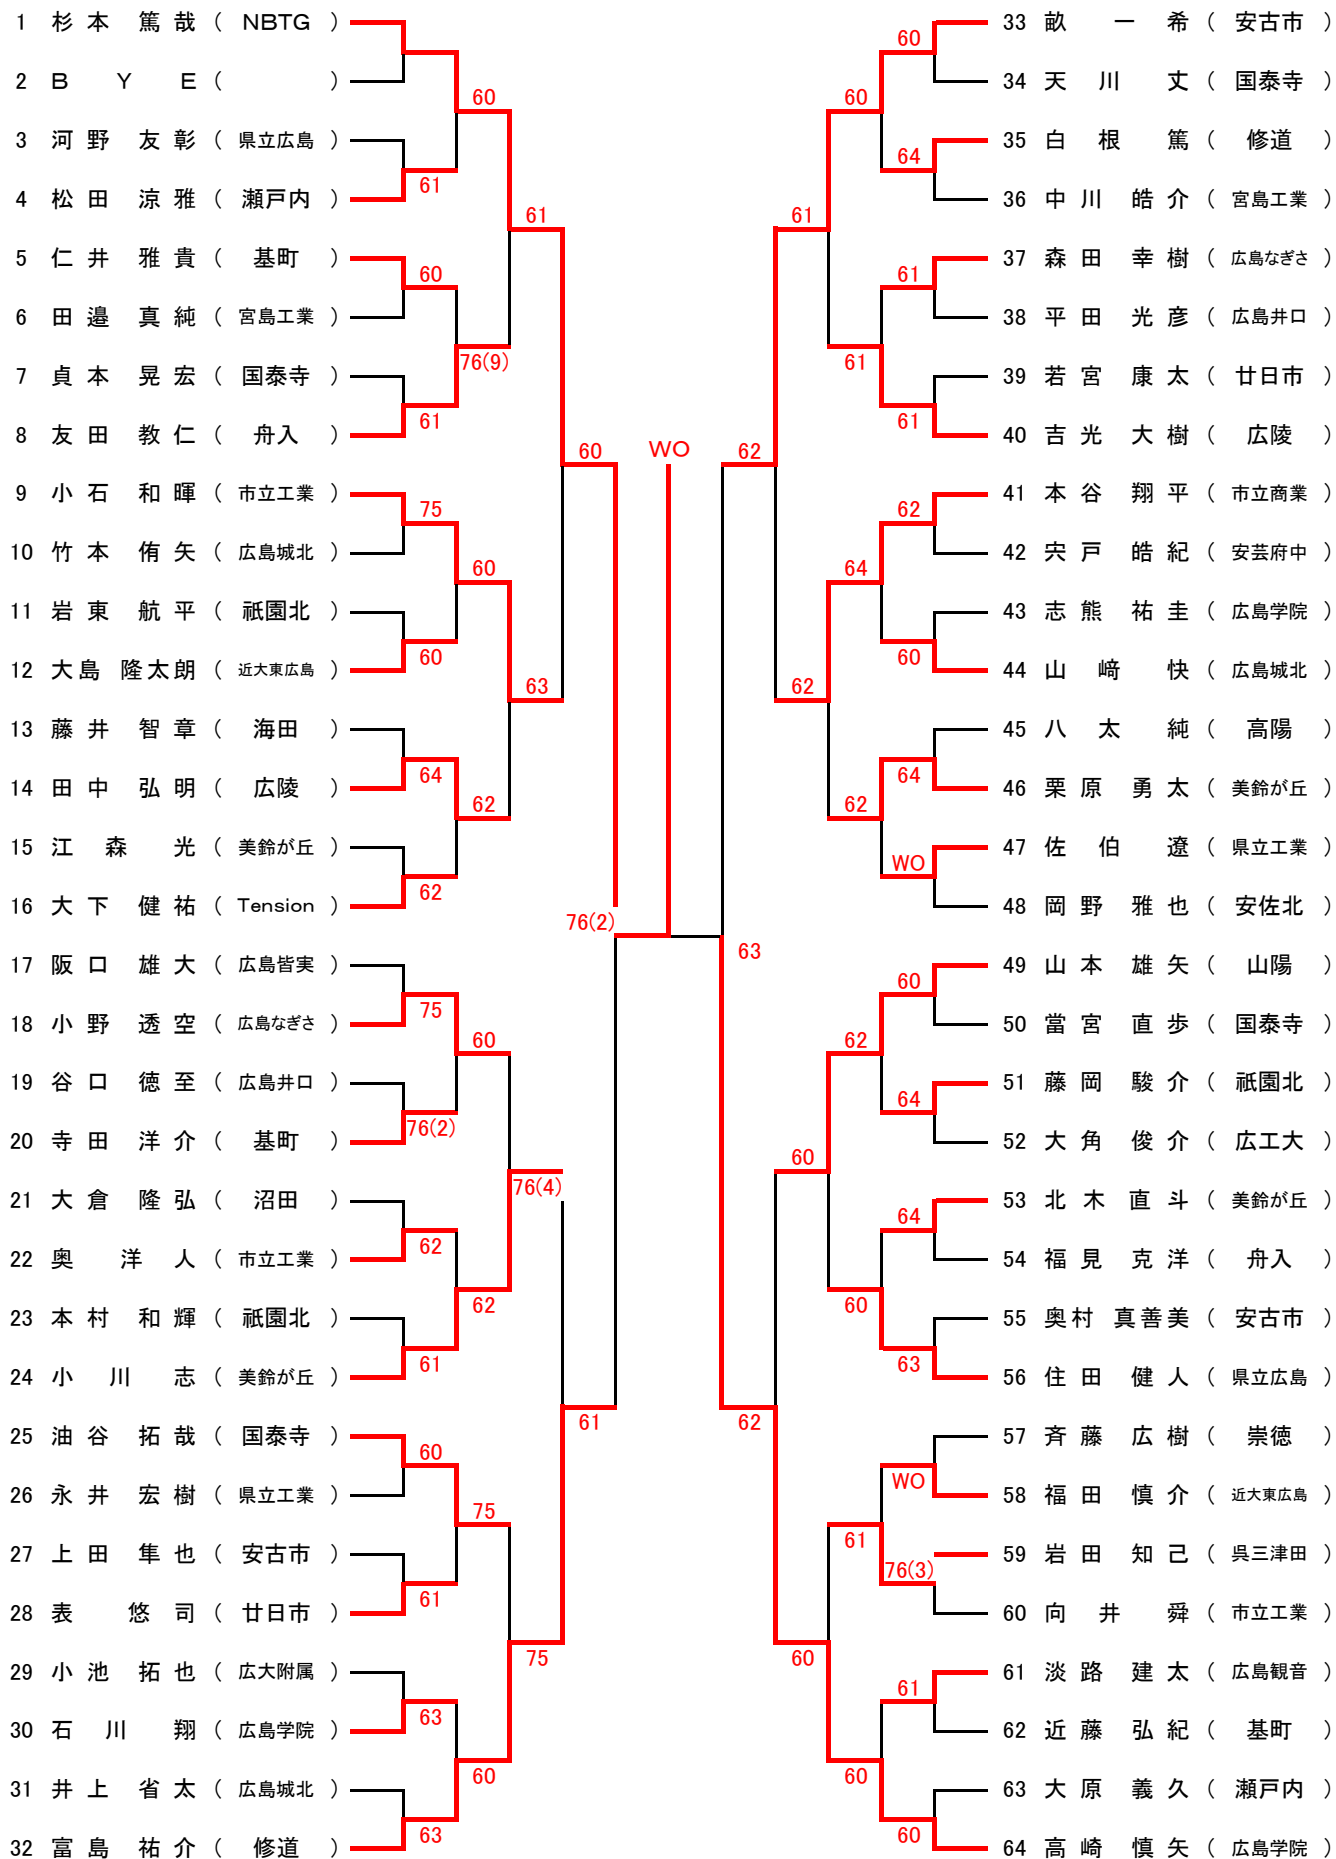 1 杉本 篤哉 ( NBTG )
2 B Y E ( )
3 河野 友彰 ( 県立広島 )
4 松田 涼雅 ( 瀬戸内 )
5 仁井 雅貴 ( 基町 )
6 田邉 真純 ( 宮島工業 )
7 貞本 晃宏 ( 国泰寺 )
8 友田 教仁 ( 舟入 )
9 小石 和暉 ( 市立工業 )
10 竹本 侑矢 ( 広島城北 )
11 岩東 航平 ( 祇園北 )
12 大島 隆太朗 ( 近大東広島 )
13 藤井 智章 ( 海田 )
14 田中 弘明 ( 広陵 )
15 江森 光 ( 美鈴が丘 )
16 大下 健祐 ( Tension )
17 阪口 雄大 ( 広島皆実 )
18 小野 透空 ( 広島なぎさ )
19 谷口 徳至 ( 広島井口 )
20 寺田 洋介 ( 基町 )
21 大倉 隆弘 ( 沼田 )
22 奥 洋人 ( 市立工業 )
23 本村 和輝 ( 祇園北 )
24 小川 志 ( 美鈴が丘 )
25 油谷 拓哉 ( 国泰寺 )
26 永井 宏樹 ( 県立工業 )
27 上田 隼也 ( 安古市 )
28 表 悠司 ( 廿日市 )
29 小池 拓也 ( 広大附属 )
30 石川 翔 ( 広島学院 )
31 井上 省太 ( 広島城北 )
32 富島 祐介 ( 修道 )
61
60
61
75
60
64
62
75
76(2)
62
61
60
61
63
63
60
76(9)
60
62
60
62
75
60
61
63
76(4)
75
60
61
76(2)
WO
63
62
62
61
62
60
60
60
61
64
62
62
60
61
60
60
64
61
61
62
60
64
WO
60
64
64
63
WO
76(3)
61
60
33 畝 一希 ( 安古市 )
34 天川 丈 ( 国泰寺 )
35 白根 篤 ( 修道 )
36 中川 皓介 ( 宮島工業 )
37 森田 幸樹 ( 広島なぎさ )
38 平田 光彦 ( 広島井口 )
39 若宮 康太 ( 廿日市 )
40 吉光 大樹 ( 広陵 )
41 本谷 翔平 ( 市立商業 )
42 宍戸 皓紀 ( 安芸府中 )
43 志熊 祐圭 ( 広島学院 )
44 山﨑 快 ( 広島城北 )
45 八太 純 ( 高陽 )
46 栗原 勇太 ( 美鈴が丘 )
47 佐伯 遼 ( 県立工業 )
48 岡野 雅也 ( 安佐北 )
49 山本 雄矢 ( 山陽 )
50 當宮 直歩 ( 国泰寺 )
51 藤岡 駿介 ( 祇園北 )
52 大角 俊介 ( 広工大 )
53 北木 直斗 ( 美鈴が丘 )
54 福見 克洋 ( 舟入 )
55 奥村 真善美 ( 安古市 )
56 住田 健人 ( 県立広島 )
57 斉藤 広樹 ( 崇徳 )
58 福田 慎介 ( 近大東広島 )
59 岩田 知己 ( 呉三津田 )
60 向井 舜 ( 市立工業 )
61 淡路 建太 ( 広島観音 )
62 近藤 弘紀 ( 基町 )
63 大原 義久 ( 瀬戸内 )
64 高崎 慎矢 ( 広島学院 )